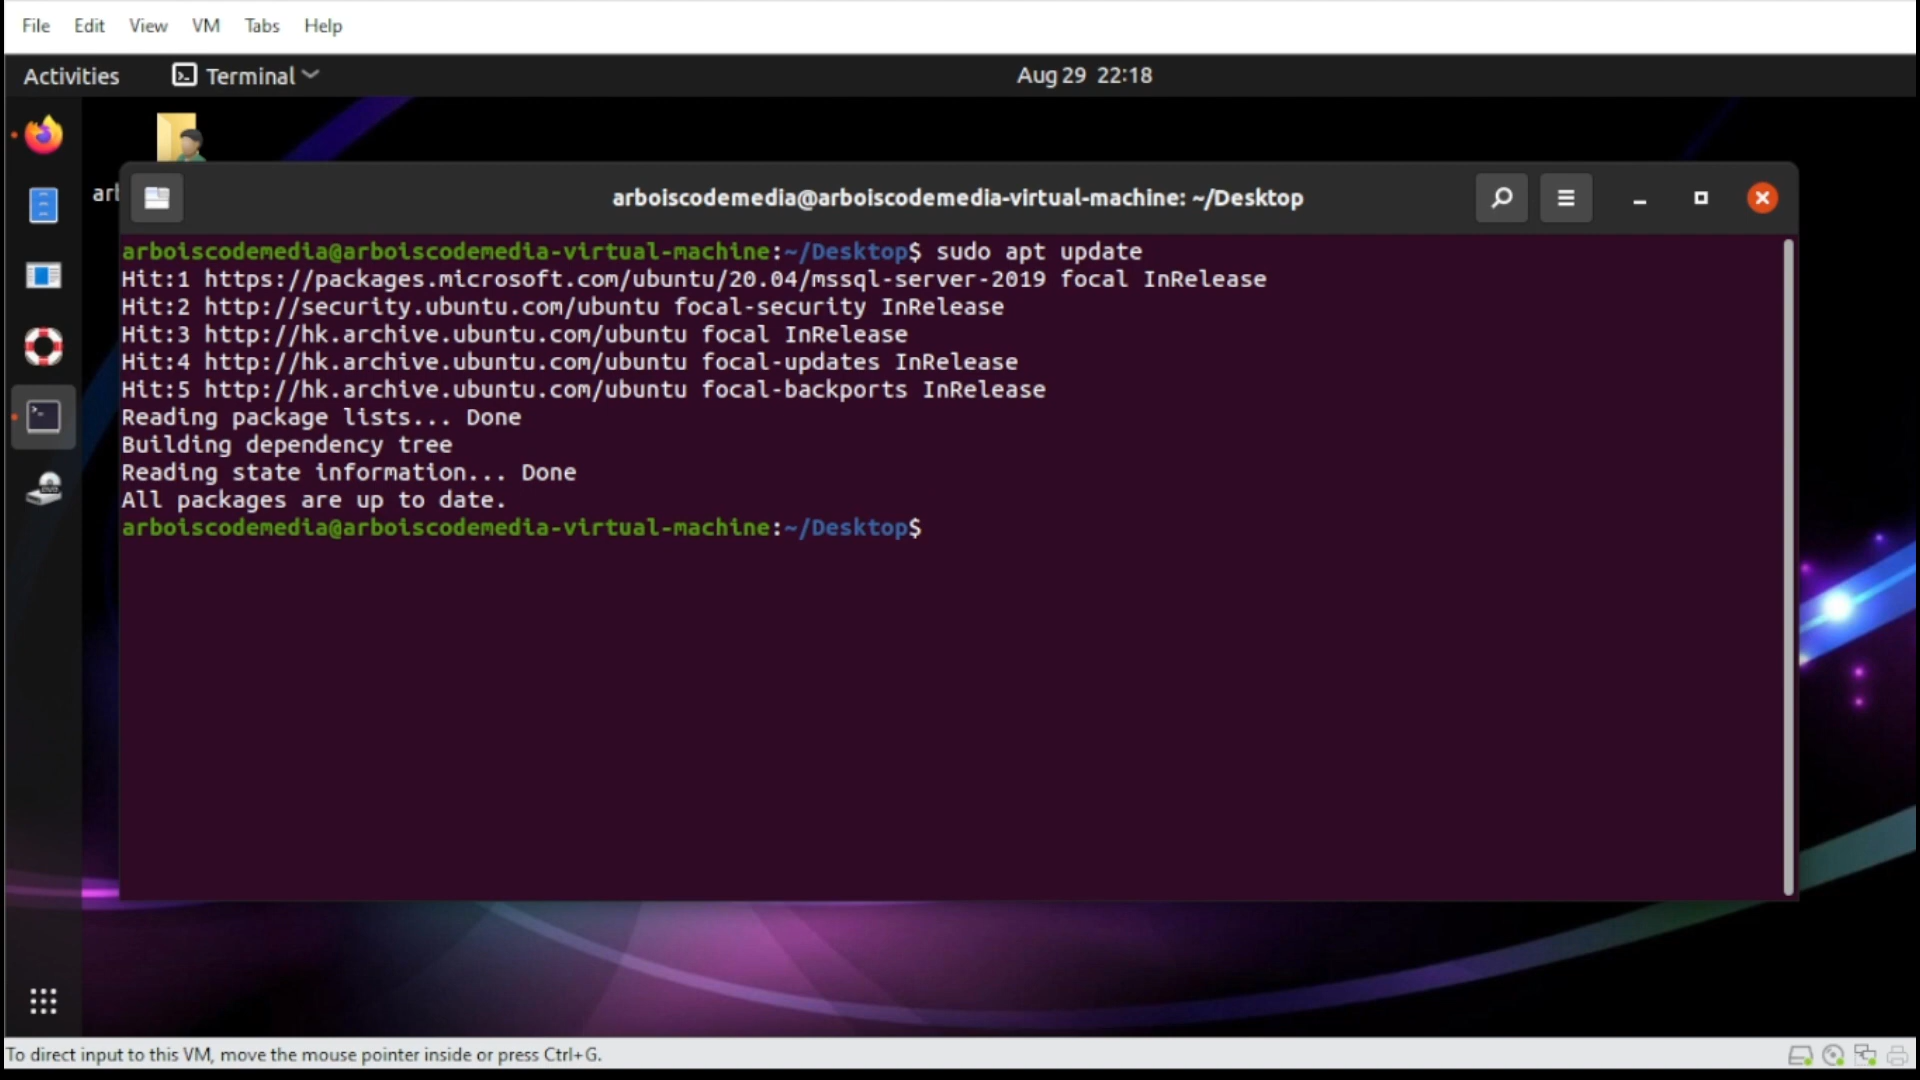 File Edit View VM Tabs Help
Activities Terminal Aug 29 22:18
arb
arboiscodemedia@arboiscodemedia-virtual-machine: ~/Desktop
arboiscodemedia@arboiscodemedia-virtual-machine:~/Desktop$ sudo apt update
Hit:1 https://packages.microsoft.com/ubuntu/20.04/mssql-server-2019 focal InRelease
Hit:2 http://security.ubuntu.com/ubuntu focal-security InRelease
Hit:3 http://hk.archive.ubuntu.com/ubuntu focal InRelease
Hit:4 http://hk.archive.ubuntu.com/ubuntu focal-updates InRelease
Hit:5 http://hk.archive.ubuntu.com/ubuntu focal-backports InRelease
Reading package lists... Done
Building dependency tree
Reading state information... Done
All packages are up to date.
arboiscodemedia@arboiscodemedia-virtual-machine:~/Desktop$
To direct input to this VM, move the mouse pointer inside or press Ctrl+G.